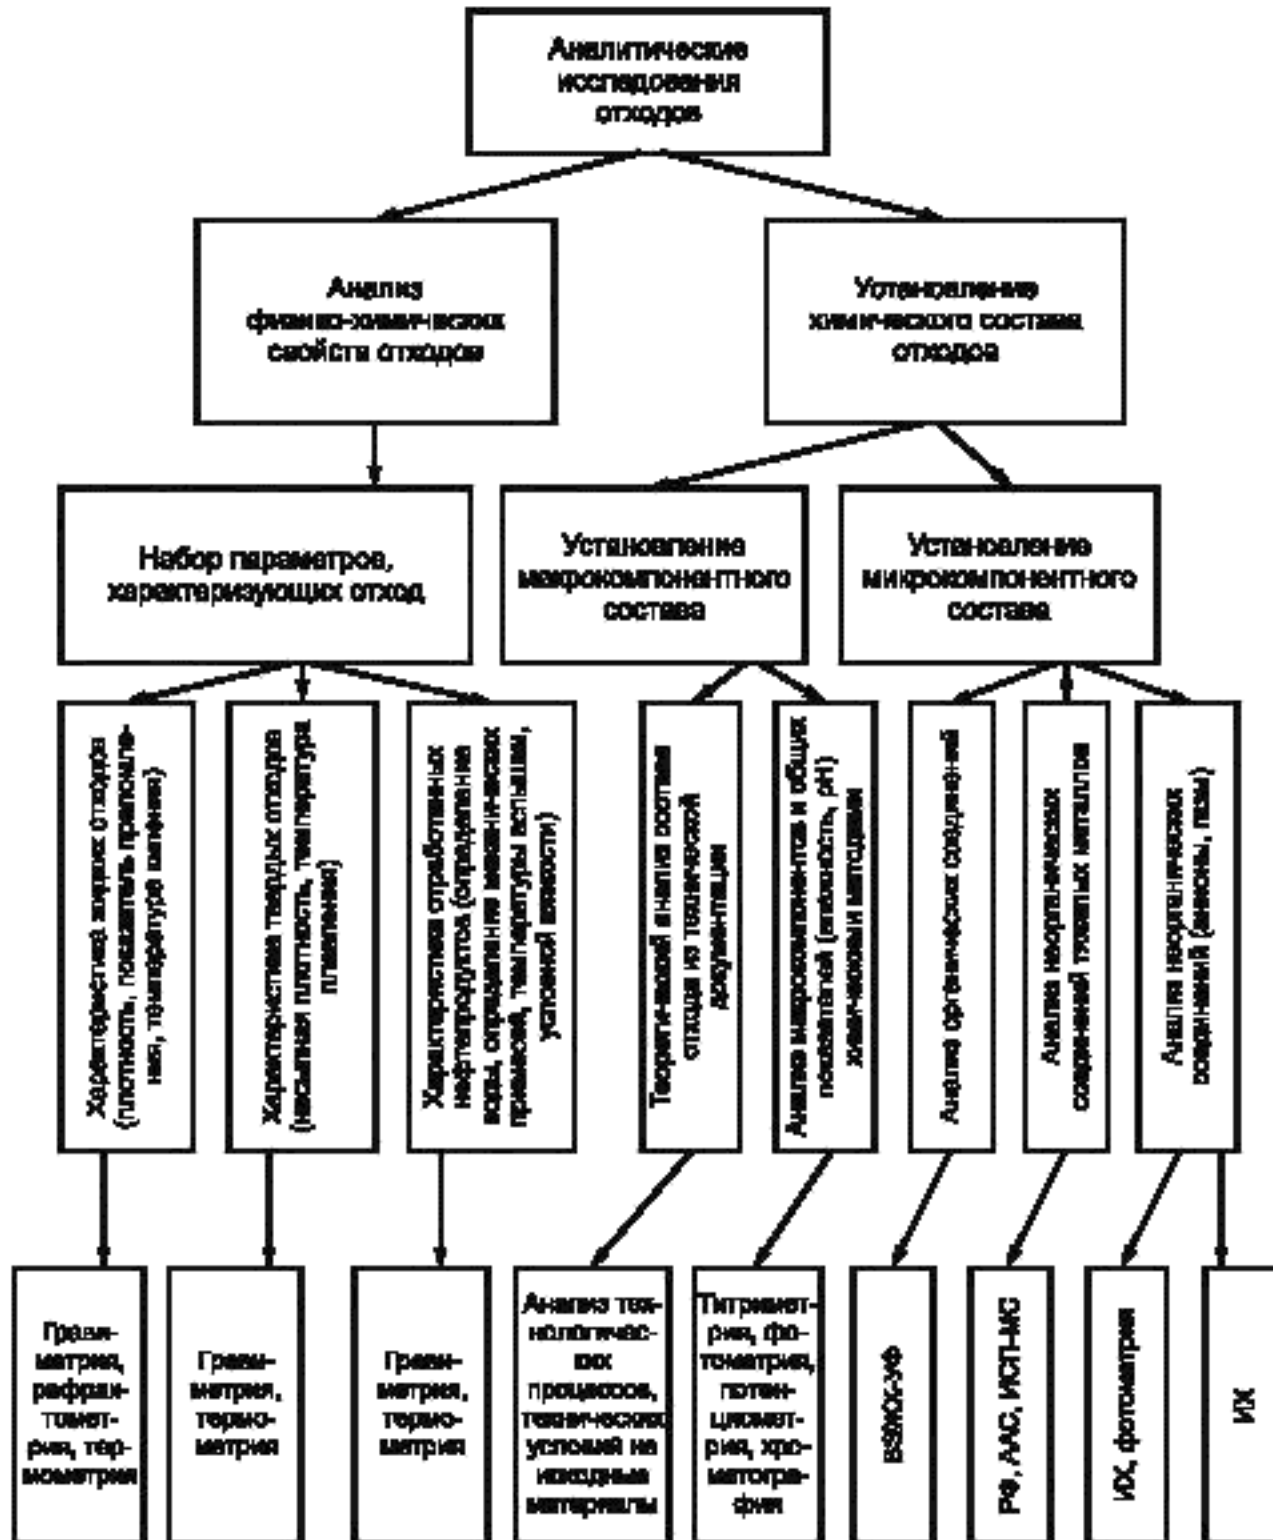 Аналитические
исследования
отходов
Анализ
физико-химических
свойств отходов
Установление
химического состава
отходов
Набор параметров,
характеризующих отход
Установление
макрокомпонентного
состава
Установление
микрокомпонентного
состава
Характеристика жидких отходов
(плотность, показатель преломле-
ния, температура кипения)
Характеристика твердых отходов
(насыпная плотность, температура
плавления)
Характеристика отработанных
нефтепродуктов (определение
воды, определение механических
примесей, температуры вспышки,
условной вязкости)
Теоретический анализ состава
отхода из технической
документации
Анализ макрокомпонентов и общих
показателей (влажность, pH)
химическими методами
Анализ органических соединений
Анализ неорганических
соединений тяжелых металлов
Анализ неорганических
соединений (анионы, газы)
Грави-
метрия,
рефрак-
томет-
рия, тер-
мометрия
Грави-
метрия,
термо-
метрия
Грави-
метрия,
термо-
метрия
Анализ тех-
нологичес-
ких
процессов,
технических
условий на
исходные
материалы
Титримет-
рия, фо-
тометрия,
потен-
циомет-
рия, хро-
матогра-
фия
ВЭЖХ-УФ
РФ, ААС, ИСП-МС
ИХ, фотометрия
ИХ